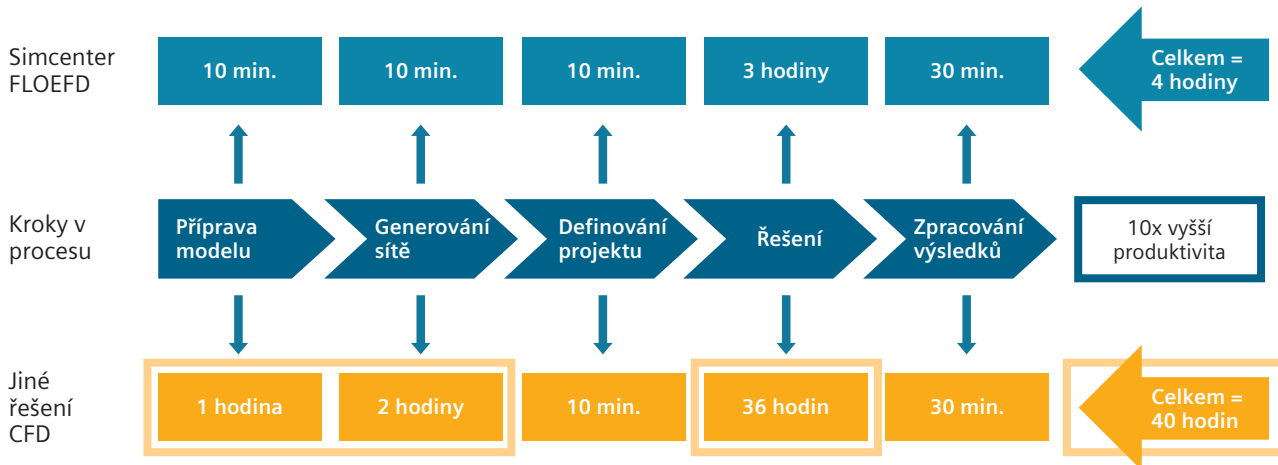 Simcenter
FLOEFD
10 min.
10 min.
10 min.
3 hodiny
30 min.
Celkem =
4 hodiny
Kroky v
procesu
Příprava
modelu
Generování
sítě
Definování
projektu
Řešení
Zpracování
výsledků
10x vyšší
produktivita
Jiné
řešení
CFD
1 hodina
2 hodiny
10 min.
36 hodin
30 min.
Celkem =
40 hodin